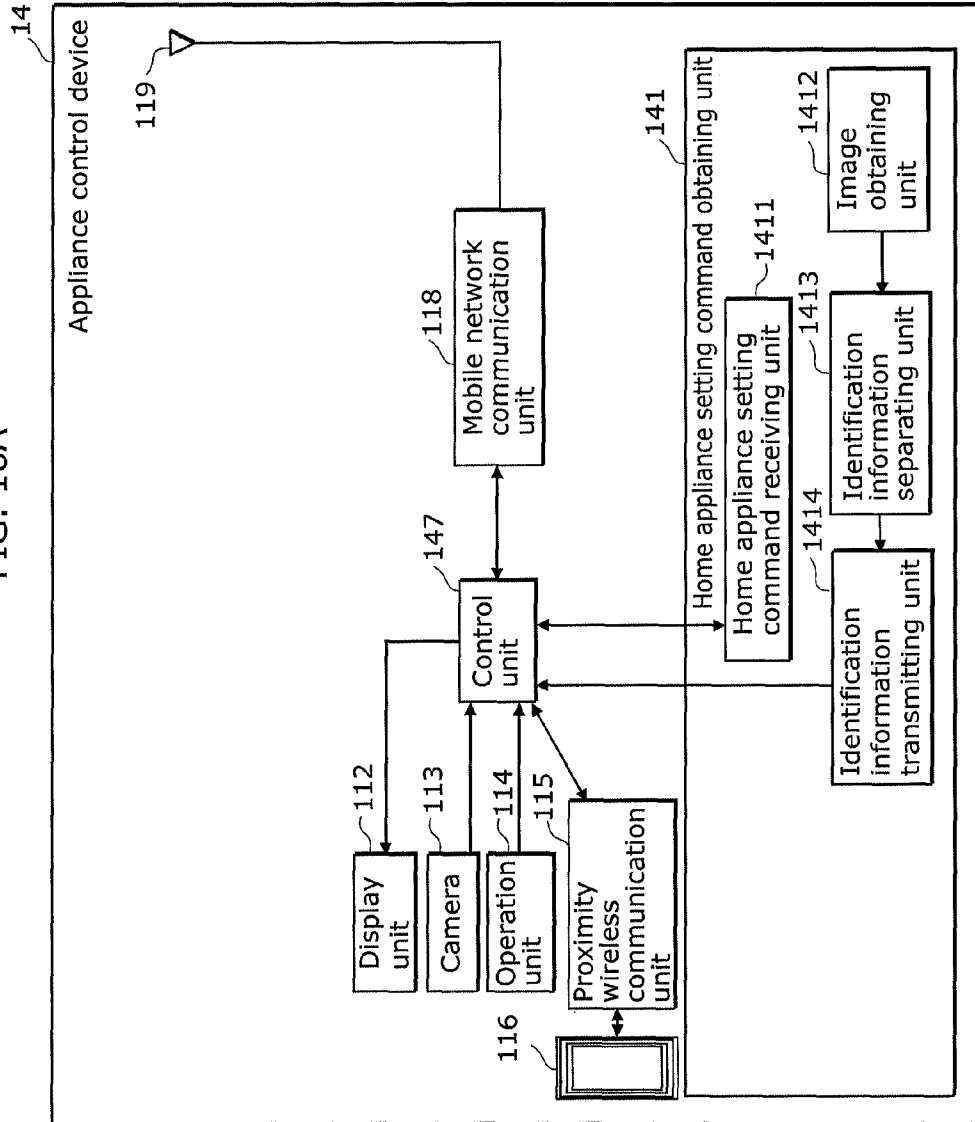 FIG.
14
Appliance control device
119
112
Display
unit
113
Camera
114
Operation
unit
115
Proximity
wireless
communication
unit
116
147
Control
unit
118
Mobile network
communication
unit
141
Home appliance setting command obtaining unit
1411
Home appliance setting
command receiving unit
1412
Image
obtaining
unit
1413
Identification
information
separating unit
1414
Identification
information
transmitting unit